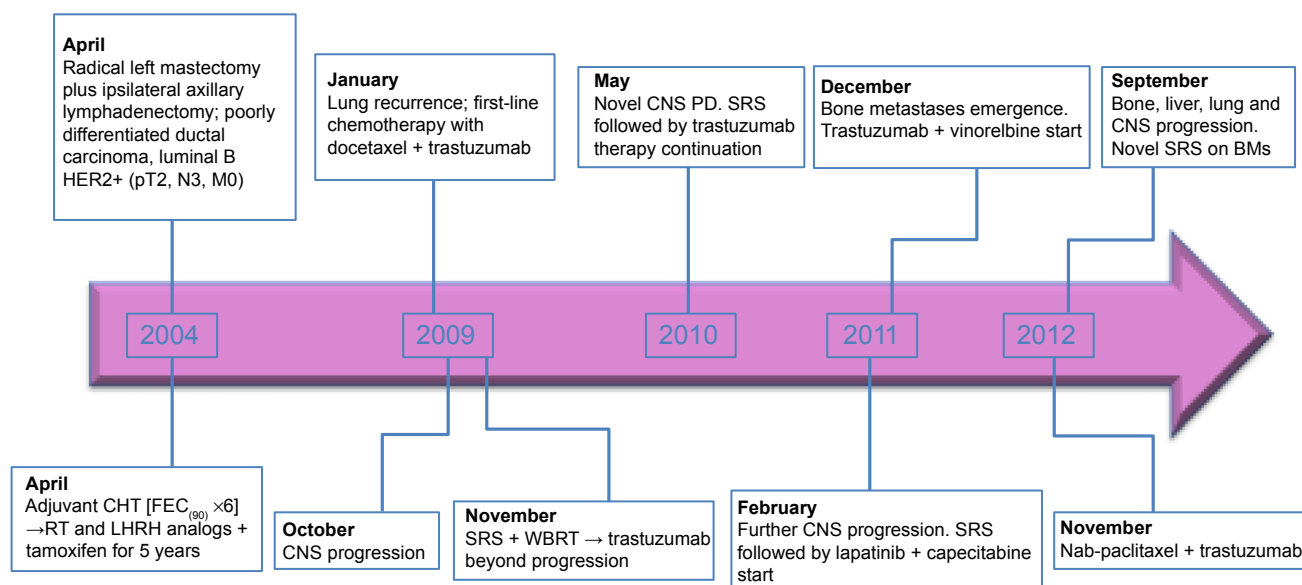 April
Radical left mastectomy
plus ipsilateral axillary
lymphadenectomy; poorly
differentiated ductal
carcinoma, luminal B
HER2+ (pT2, N3, M0)
January
Lung recurrence; first-line
chemotherapy with
docetaxel + trastuzumab
May
Novel CNS PD. SRS
followed by trastuzumab
therapy continuation
December
Bone metastases emergence.
Trastuzumab + vinorelbine start
September
Bone, liver, lung and
CNS progression.
Novel SRS on BMs
2004
2009
2010
2011
2012
April
Adjuvant CHT [FEC(90) ×6]
→RT and LHRH analogs +
tamoxifen for 5 years
October
CNS progression
November
SRS + WBRT → trastuzumab
beyond progression
February
Further CNS progression. SRS
followed by lapatinib + capecitabine
start
November
Nab-paclitaxel + trastuzumab